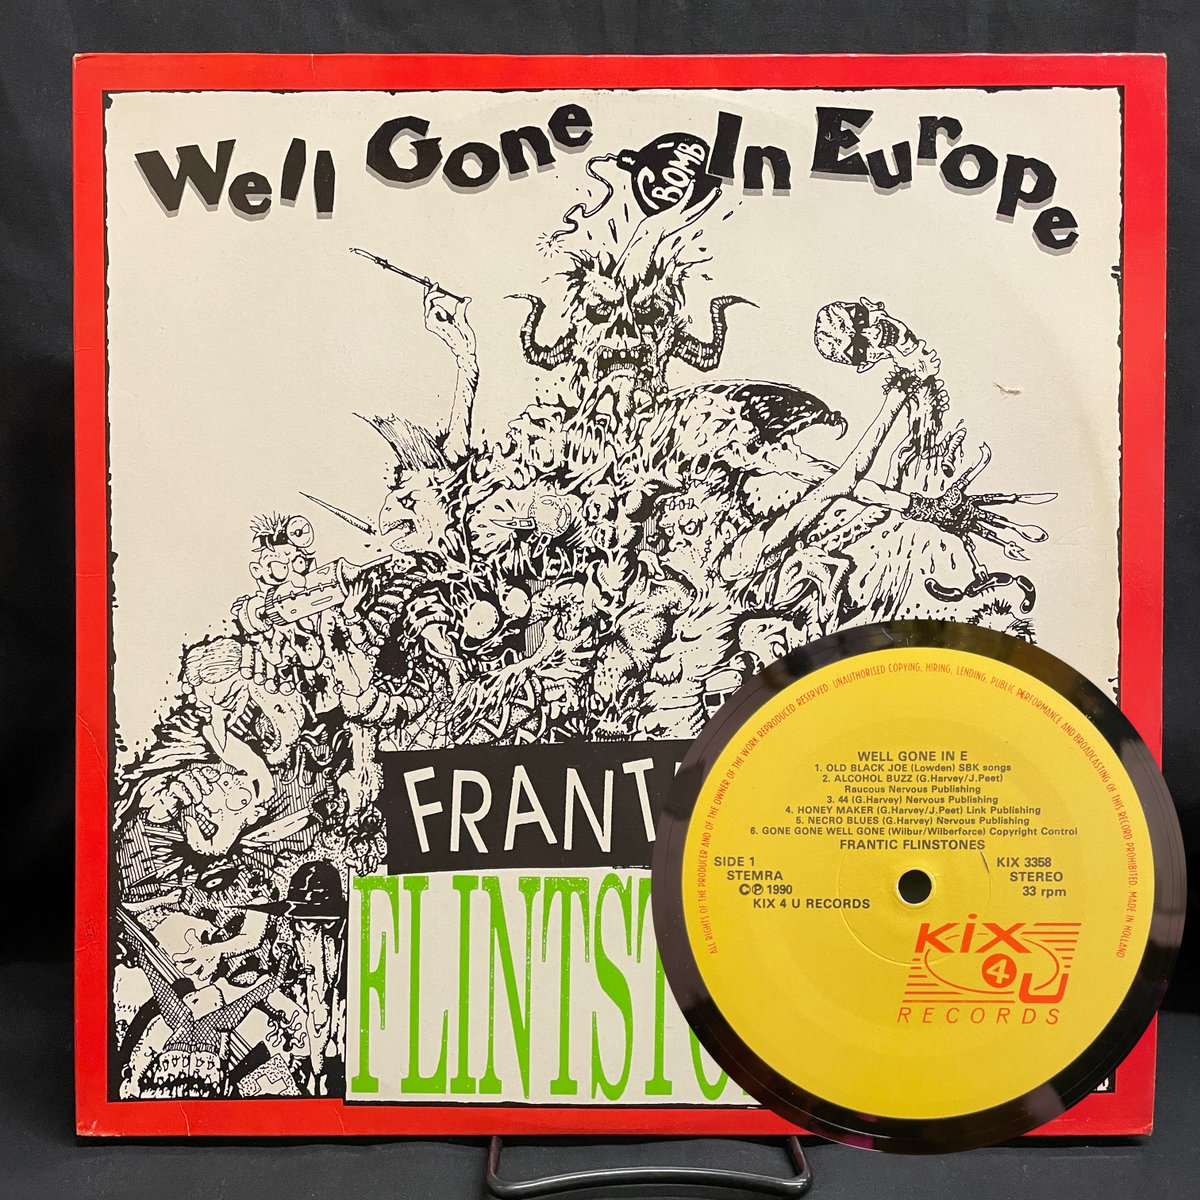 Well Gone In Europe
BOMB
FRANT
FLINTSTO
ALL RIGHTS OF THE PRODUCER AND OF THE OWNER OF THE WORK REPRODUCED RESERVED. UNAUTHORISED COPYING, HIRING, LENDING, PUBLIC PERFORMANCE AND BROADCASTING OF THIS RECORD PROHIBITED. MADE IN HOLLAND
WELL GONE IN E
1. OLD BLACK JOE (Lowden) SBK songs
2. ALCOHOL BUZZ (G.Harvey/J.Peet)
Raucous Nervous Publishing
3. 44 (G.Harvey) Nervous Publishing
4. HONEY MAKER (G.Harvey/J.Peet) Link Publishing
5. NECRO BLUES (G.Harvey) Nervous Publishing
6. GONE GONE WELL GONE (Wilbur/Wilberforce) Copyright Control
FRANTIC FLINSTONES
SIDE 1 KIX 3358
STEMRA STEREO
©℗ 1990 33 rpm
KIX 4 U RECORDS
KiX
4 U
RECORDS